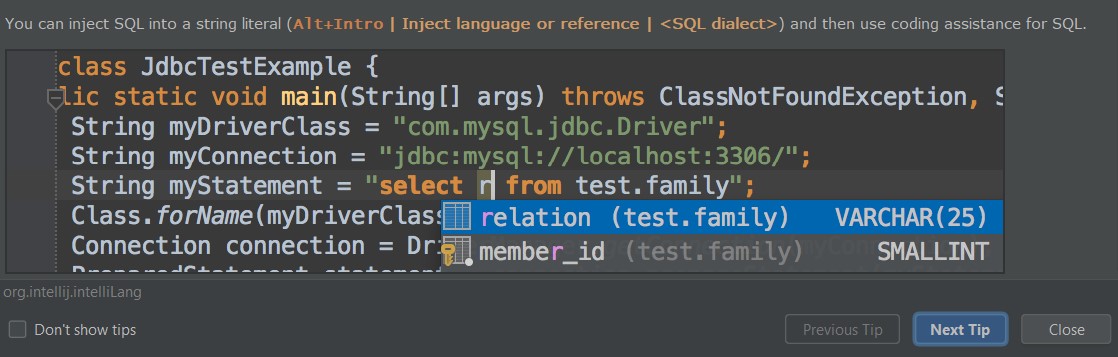 You can inject SQL into a string literal (Alt+Intro | Inject language or reference | <SQL dialect>) and then use coding assistance for SQL.
class JdbcTestExample {
lic static void main(String[] args) throws ClassNotFoundException, S
String myDriverClass = "com.mysql.jdbc.Driver";
String myConnection = "jdbc:mysql://localhost:3306/";
String myStatement = "select r from test.family";
Class.forName(myDriverClass
relation (test.family) VARCHAR(25)
Connection connection = Dri
member_id (test.family) SMALLINT
PreparedStatement statement
org.intellij.intelliLang
Don't show tips
Previous Tip
Next Tip
Close